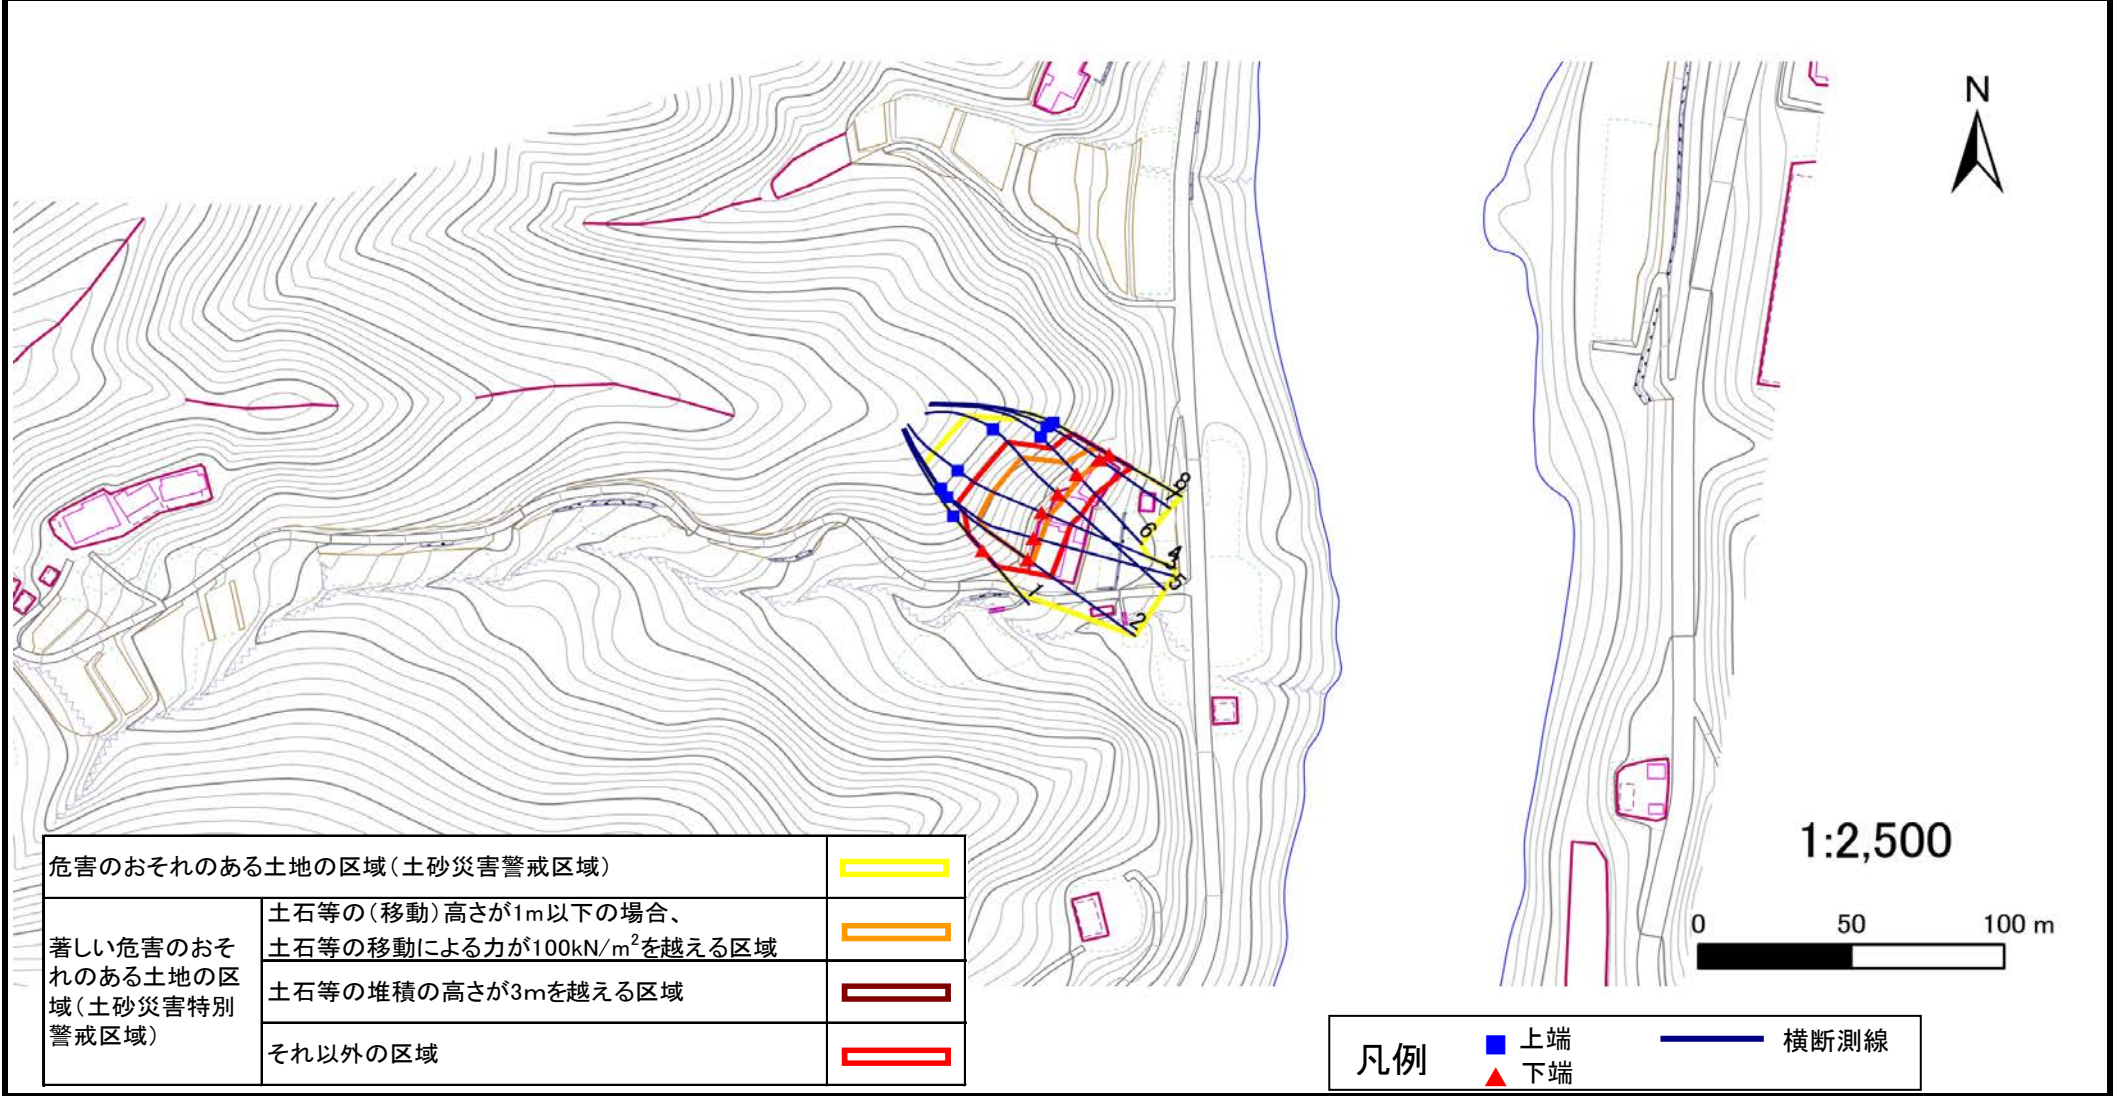 N
8
7
6
4
3
5
1
2
1:2,500
0 50 100 m
危害のおそれのある土地の区域(土砂災害警戒区域)
著しい危害のおそ
れのある土地の区
域(土砂災害特別
警戒区域)
土石等の(移動)高さが1m以下の場合、
土石等の移動による力が100kN/m²を越える区域
土石等の堆積の高さが3mを越える区域
それ以外の区域
凡例
上端
下端
横断測線